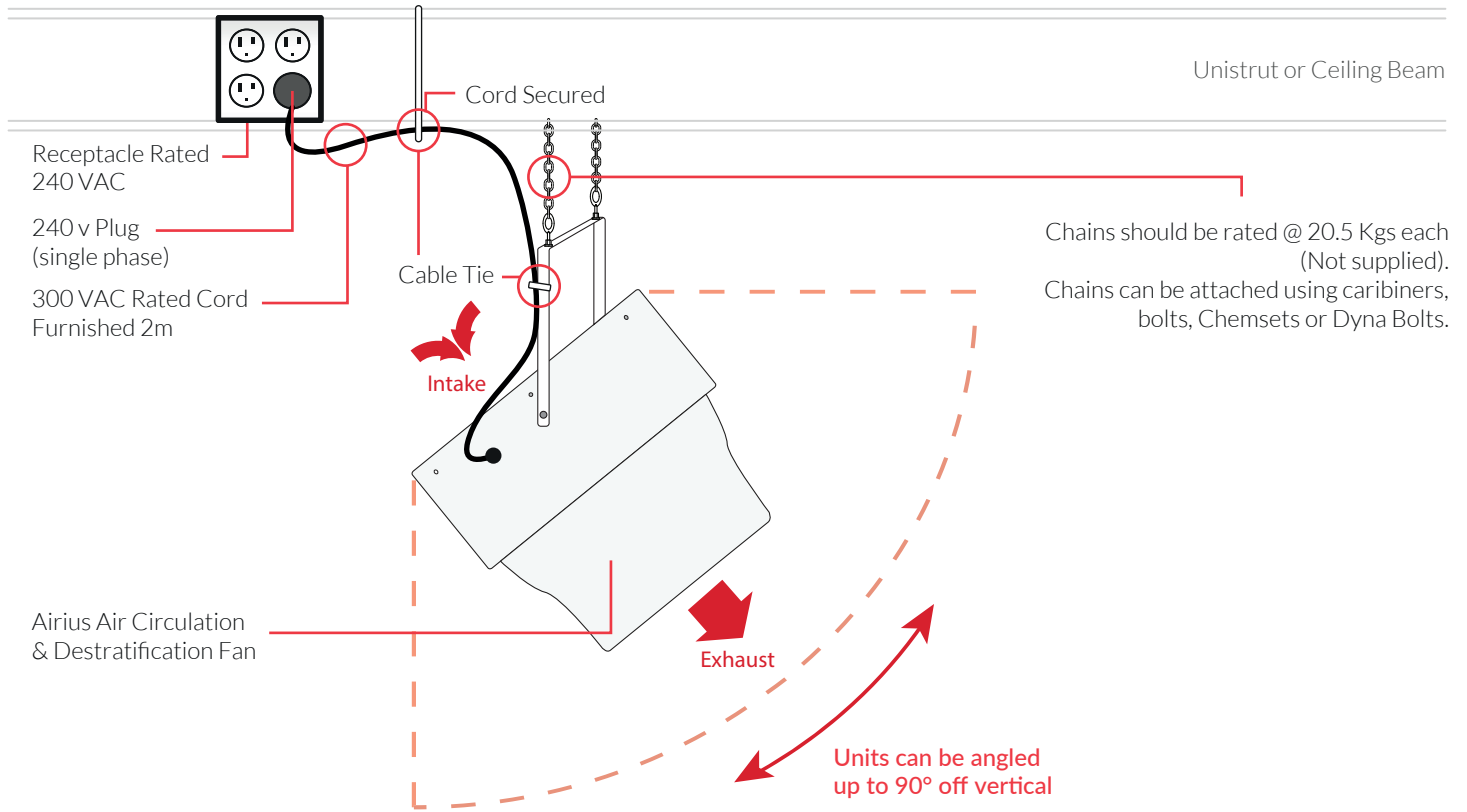 Unistrut or Ceiling Beam
Cord Secured
Receptacle Rated
240 VAC
240 v Plug
(single phase)
300 VAC Rated Cord
Furnished 2m
Cable Tie
Chains should be rated @ 20.5 Kgs each
(Not supplied).
Chains can be attached using caribiners,
bolts, Chemsets or Dyna Bolts.
Intake
Airius Air Circulation
& Destratification Fan
Exhaust
Units can be angled
up to 90° off vertical